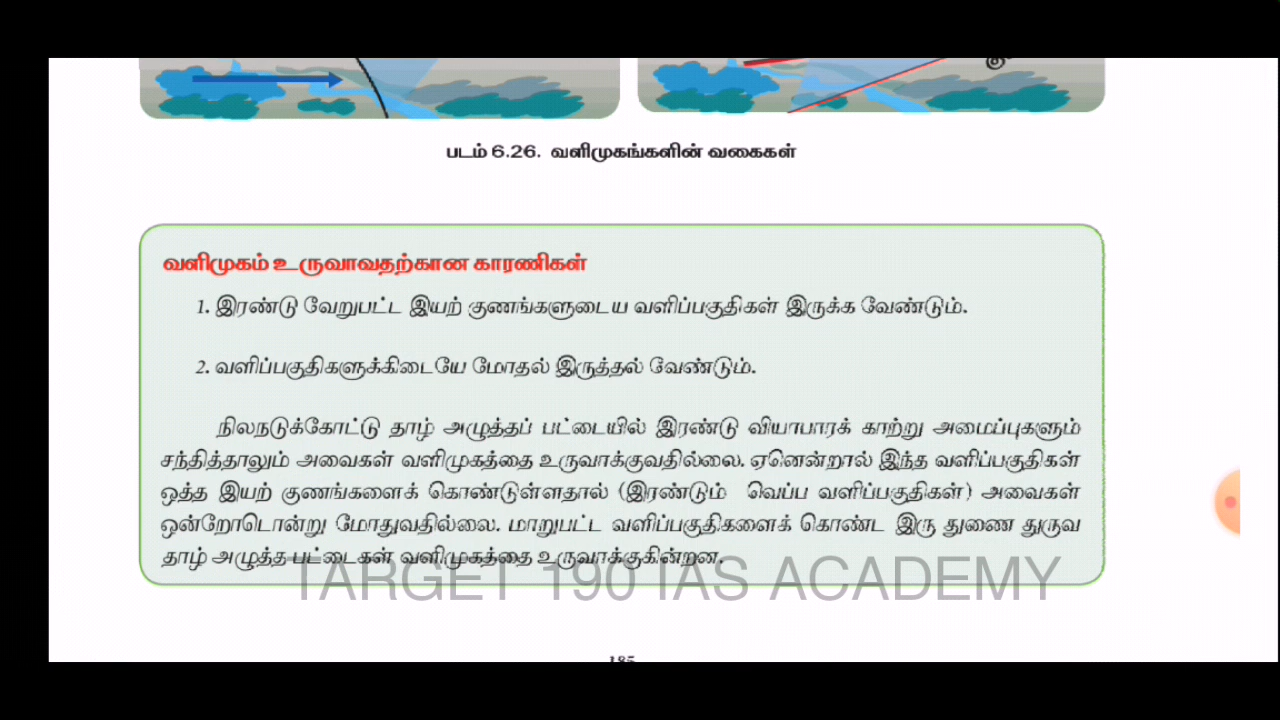 படம் 6.26. வளிமுகங்களின் வகைகள்
வளிமுகம் உருவாவதற்கான காரணிகள்
1. இரண்டு வேறுபட்ட இயற் குணங்களுடைய வளிப்பகுதிகள் இருக்க வேண்டும்.
2. வளிப்பகுதிகளுக்கிடையே மோதல் இருத்தல் வேண்டும்.
நிலநடுக்கோட்டு தாழ் அழுத்தப் பட்டையில் இரண்டு வியாபாரக் காற்று அமைப்புகளும்
சந்தித்தாலும் அவைகள் வளிமுகத்தை உருவாக்குவதில்லை. ஏனென்றால் இந்த வளிப்பகுதிகள்
ஒத்த இயற் குணங்களைக் கொண்டுள்ளதால் (இரண்டும் வெப்ப வளிப்பகுதிகள்) அவைகள்
ஒன்றோடொன்று மோதுவதில்லை. மாறுபட்ட வளிப்பகுதிகளைக் கொண்ட இரு துணை துருவ
தாழ் அழுத்த பட்டைகள் வளிமுகத்தை உருவாக்குகின்றன.
TARGET 190 IAS ACADEMY